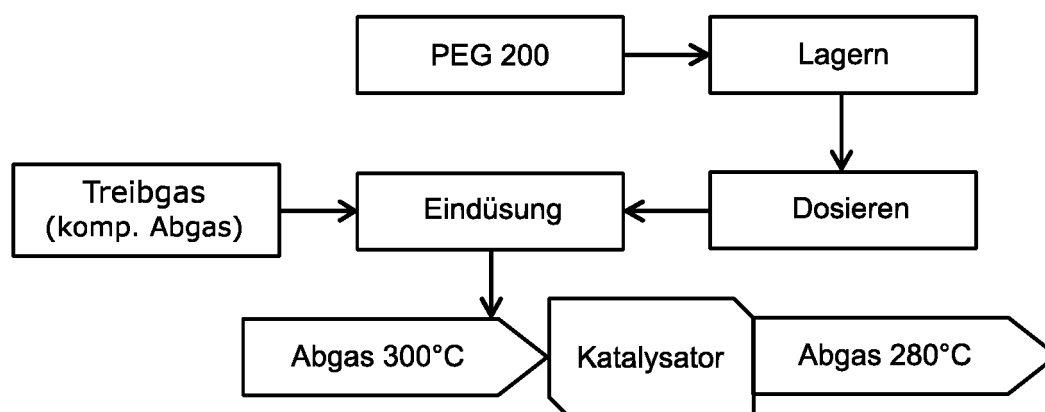 PEG 200
Lagern
Treibgas
(komp. Abgas)
Eindüsung
Dosieren
Abgas 300°C
Katalysator
Abgas 280°C